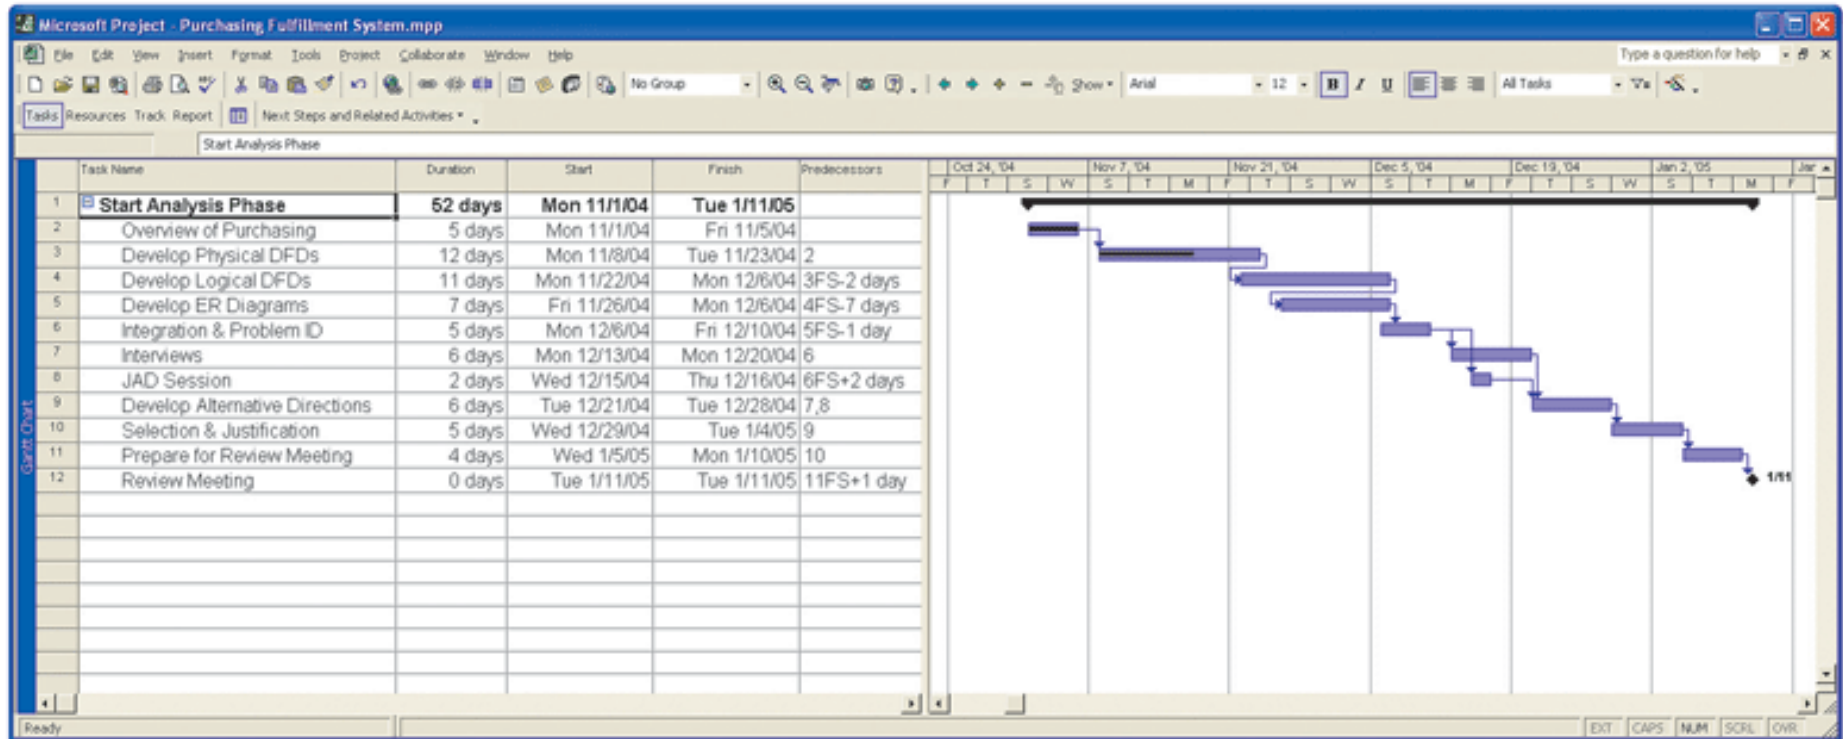 Microsoft Project - Purchasing Fulfillment System.mpp
File Edit View Insert Format Tools Project Collaborate Window Help Type a question for help
No Group Show Arial 12 B I U All Tasks
Tasks Resources Track Report Next Steps and Related Activities
Start Analysis Phase
Task Name Duration Start Finish Predecessors Oct 24, '04 Nov 7, '04 Nov 21, '04 Dec 5, '04 Dec 19, '04 Jan 2, '05 Jar
F T S W S T M F T S W S T M F T S W S T M F
1 Start Analysis Phase 52 days Mon 11/1/04 Tue 1/11/05
2 Overview of Purchasing 5 days Mon 11/1/04 Fri 11/5/04
3 Develop Physical DFDs 12 days Mon 11/8/04 Tue 11/23/04 2
4 Develop Logical DFDs 11 days Mon 11/22/04 Mon 12/6/04 3FS-2 days
5 Develop ER Diagrams 7 days Fri 11/26/04 Mon 12/6/04 4FS-7 days
6 Integration & Problem ID 5 days Mon 12/6/04 Fri 12/10/04 5FS-1 day
7 Interviews 6 days Mon 12/13/04 Mon 12/20/04 6
8 JAD Session 2 days Wed 12/15/04 Thu 12/16/04 6FS+2 days
9 Develop Alternative Directions 6 days Tue 12/21/04 Tue 12/28/04 7,8
10 Selection & Justification 5 days Wed 12/29/04 Tue 1/4/05 9
11 Prepare for Review Meeting 4 days Wed 1/5/05 Mon 1/10/05 10
12 Review Meeting 0 days Tue 1/11/05 Tue 1/11/05 11FS+1 day 1/11
Gantt Chart
Ready EXT CAPS NUM SCRL OVR